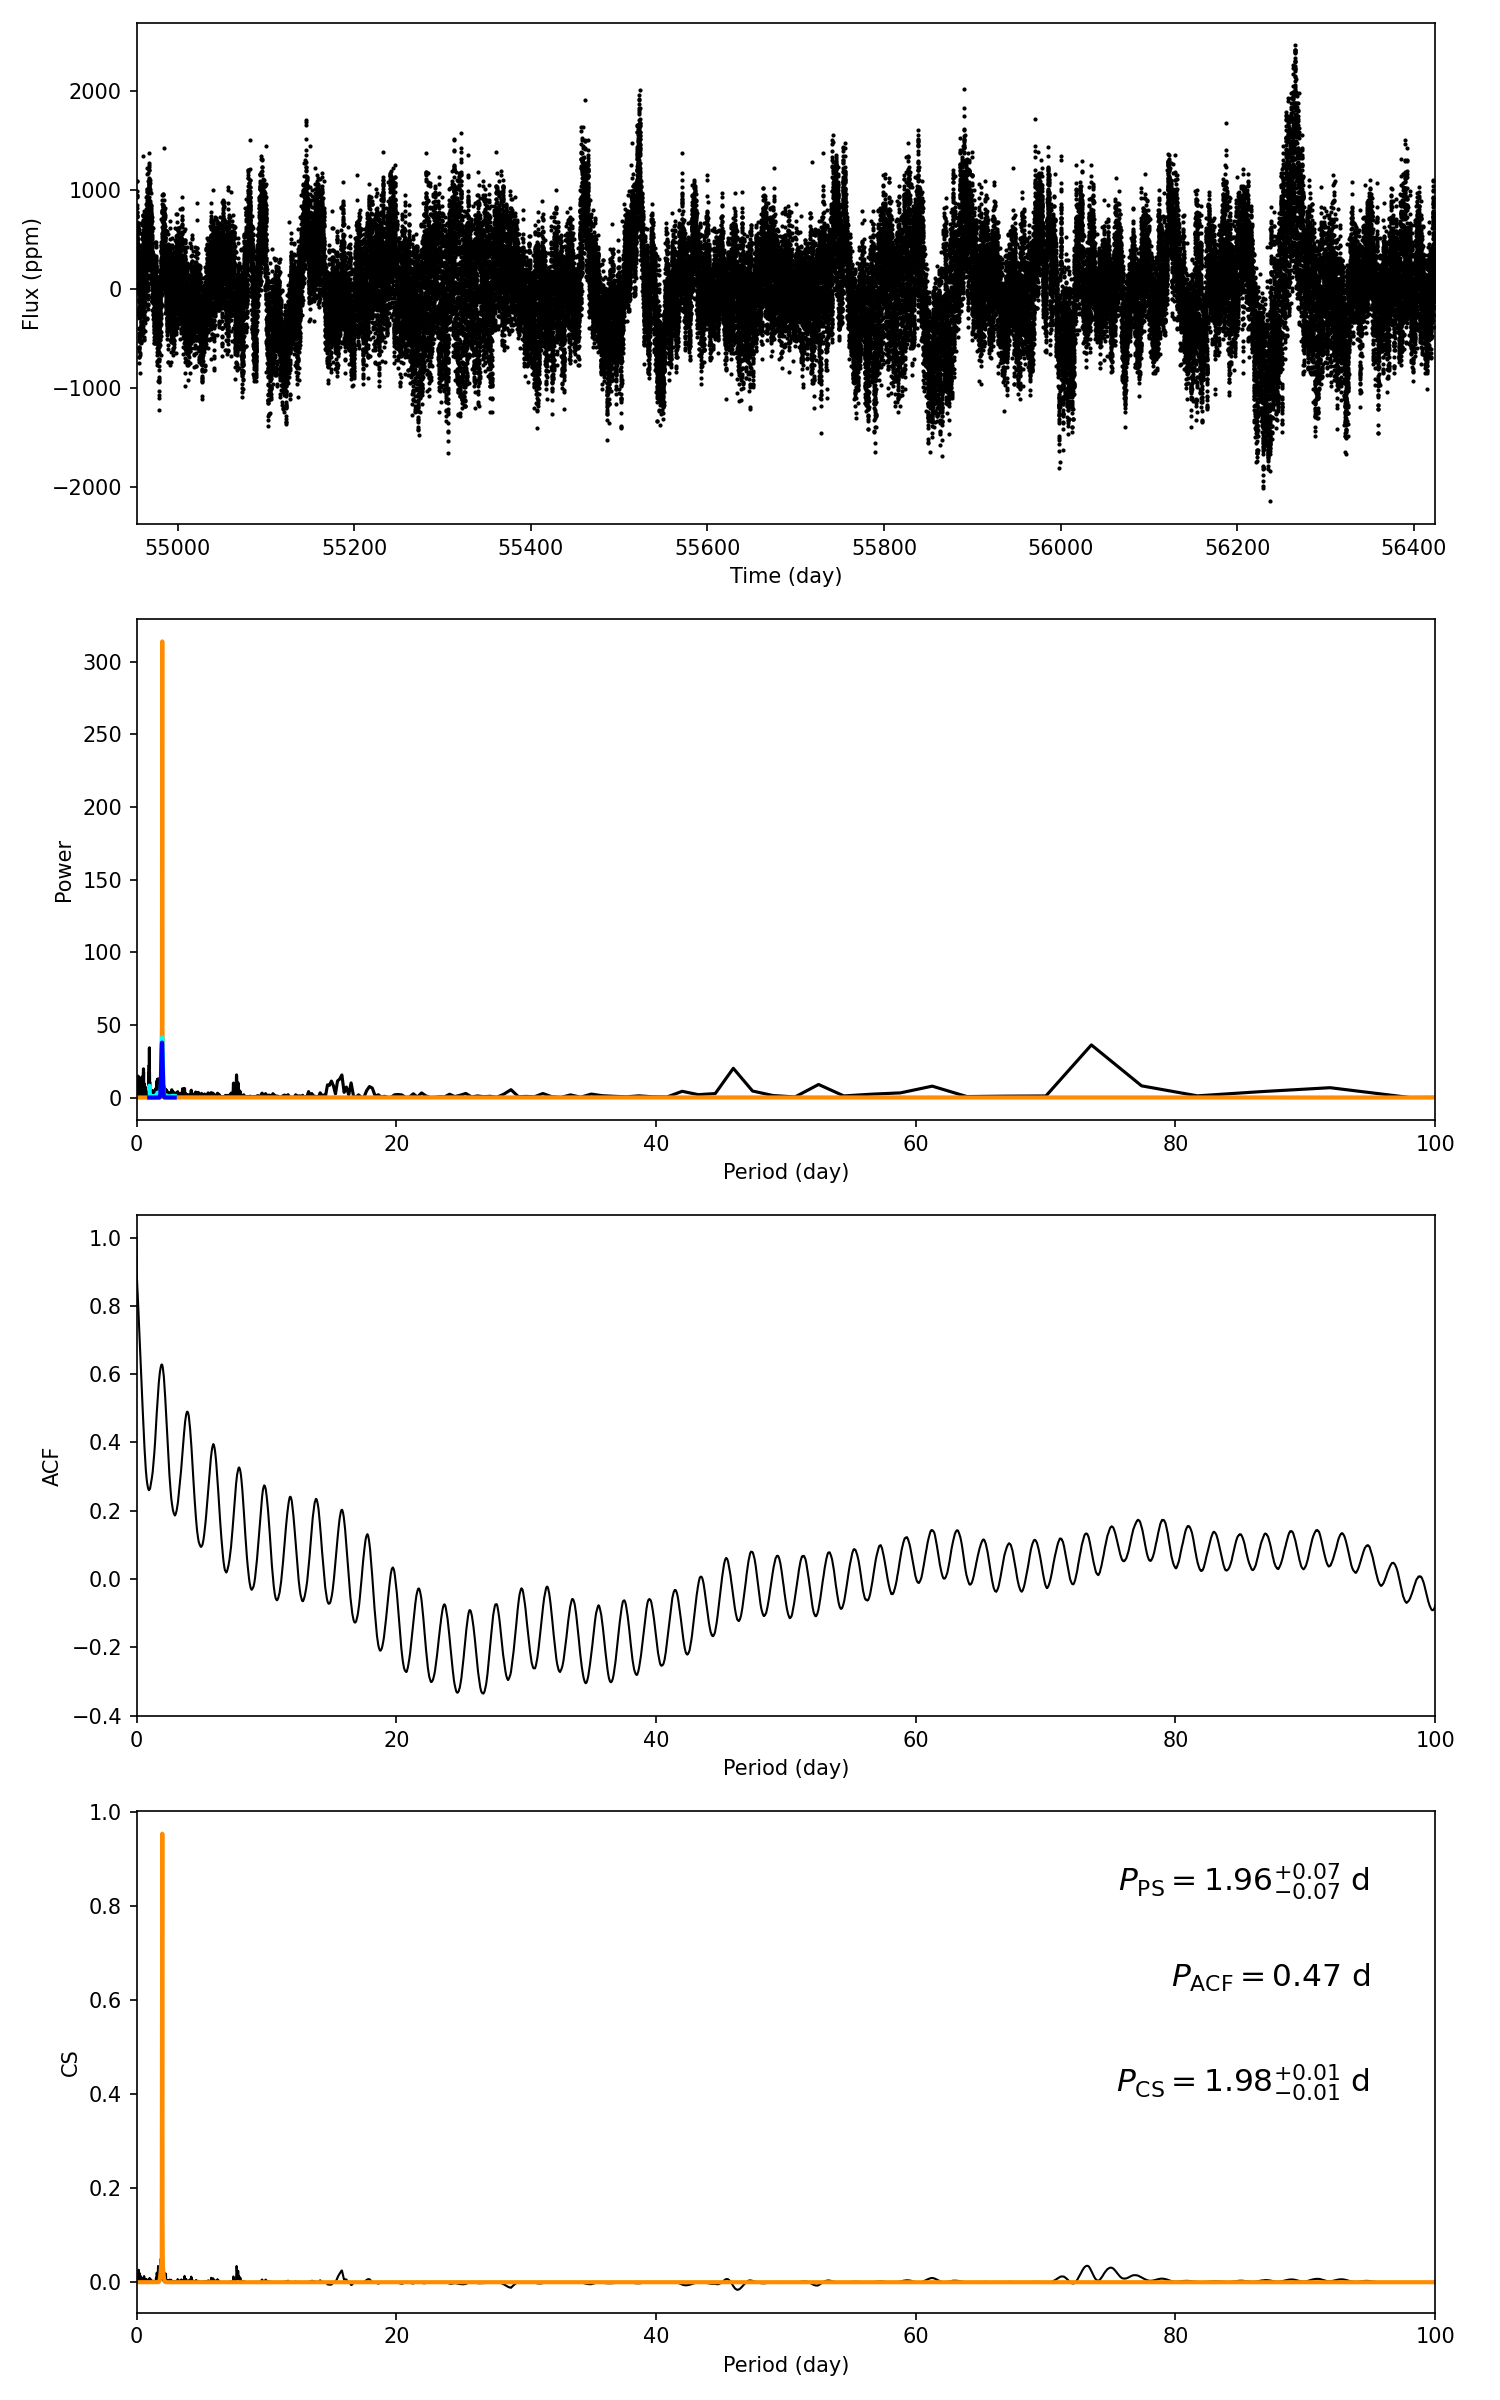 2000
1000
0
−1000
−2000
Flux (ppm)
55000 55200 55400 55600 55800 56000 56200 56400
Time (day)
300
250
200
150
100
50
0
Power
0 20 40 60 80 100
Period (day)
1.0
0.8
0.6
0.4
0.2
0.0
−0.2
−0.4
ACF
0 20 40 60 80 100
Period (day)
1.0
0.8
0.6
0.4
0.2
0.0
CS
P_PS = 1.96 +0.07 −0.07 d
P_ACF = 0.47 d
P_CS = 1.98 +0.01 −0.01 d
0 20 40 60 80 100
Period (day)